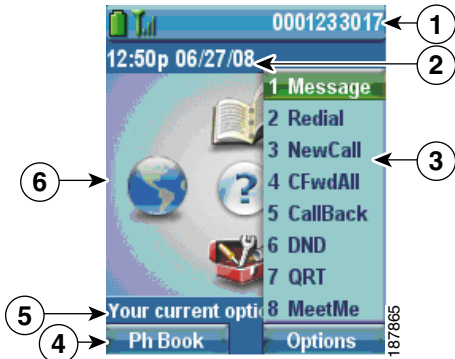 0001233017
1
12:50p 06/27/08
2
1 Message
2 Redial
3 NewCall
3
4 CFwdAll
6
5 CallBack
6 DND
7 QRT
5
Your current optio
8 MeetMe
4
Ph Book
Options
187865